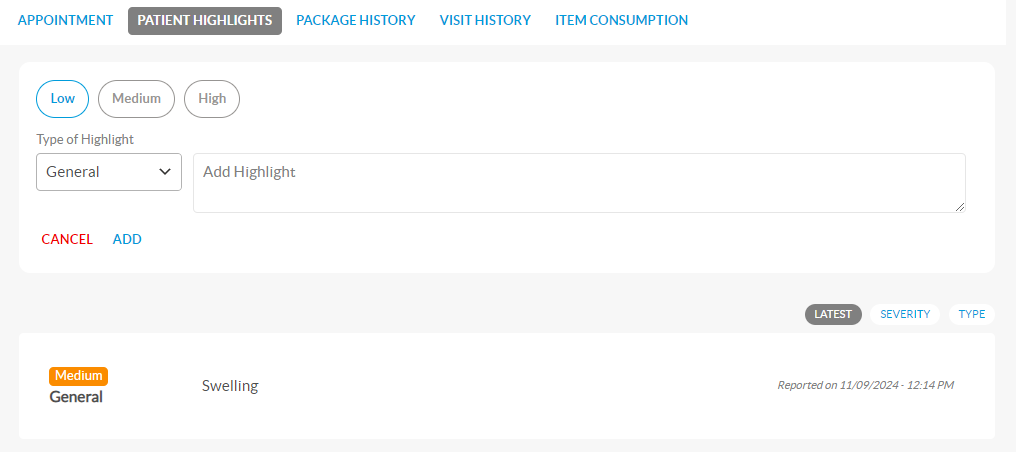 APPOINTMENT PATIENT HIGHLIGHTS PACKAGE HISTORY VISIT HISTORY ITEM CONSUMPTION
Low Medium High
Type of Highlight
General Add Highlight
CANCEL ADD
LATEST SEVERITY TYPE
Medium
General Swelling Reported on 11/09/2024 - 12:14 PM